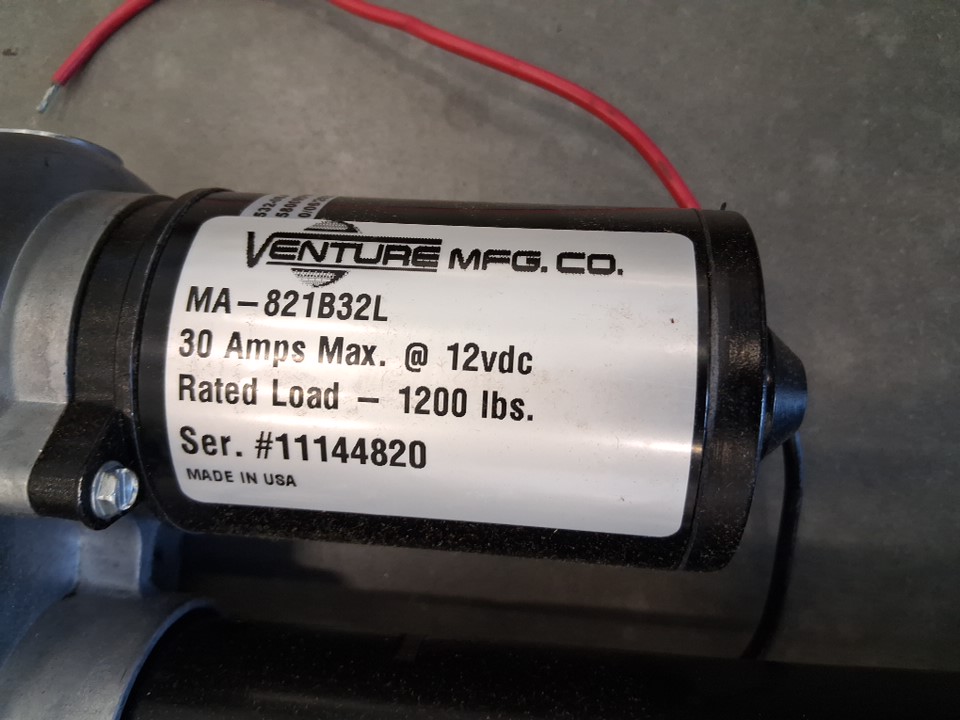 VENTURE MFG. CO.
MA-821B32L
30 Amps Max. @ 12vdc
Rated Load - 1200 lbs.
Ser. #11144820
MADE IN USA